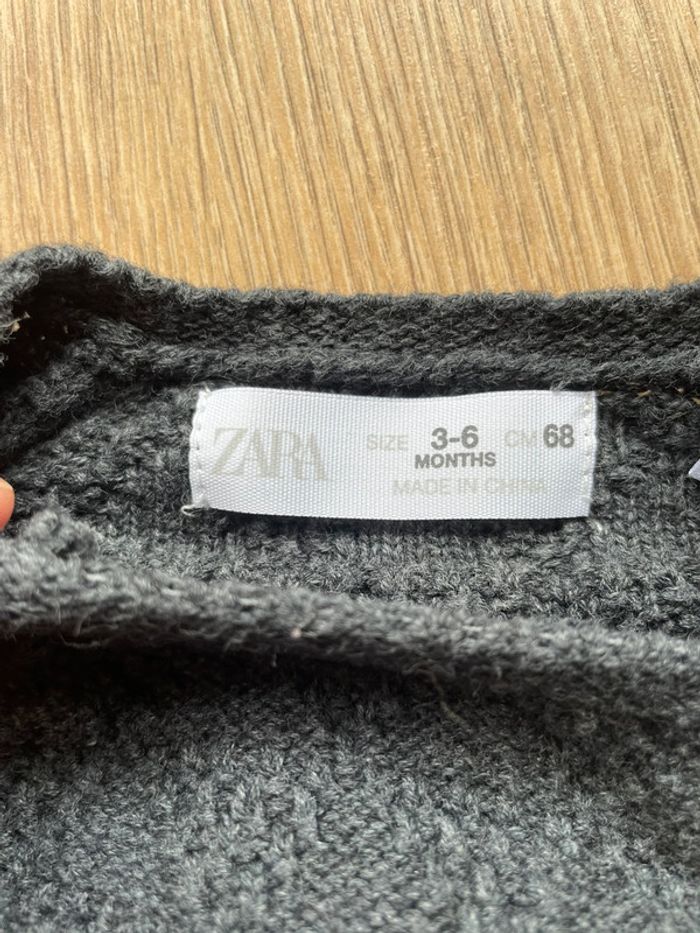 ZARA SIZE 3-6 CM 68
MONTHS
MADE IN CHINA